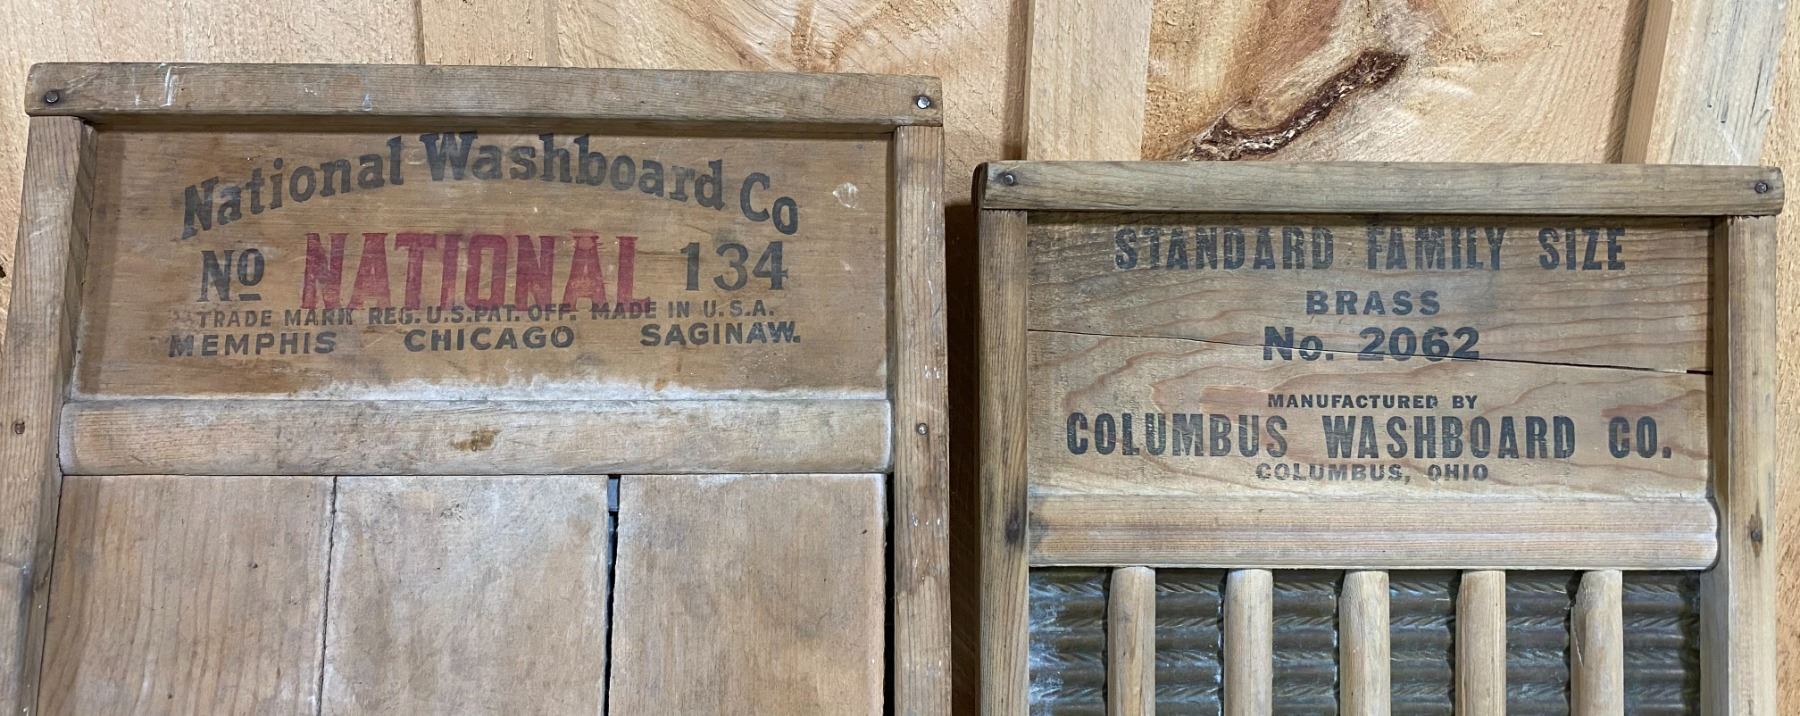 National Washboard Co
No NATIONAL 134
TRADE MARK REG. U.S. PAT. OFF. MADE IN U.S.A.
MEMPHIS CHICAGO SAGINAW.
STANDARD FAMILY SIZE
BRASS
No. 2062
MANUFACTURED BY
COLUMBUS WASHBOARD CO.
COLUMBUS, OHIO